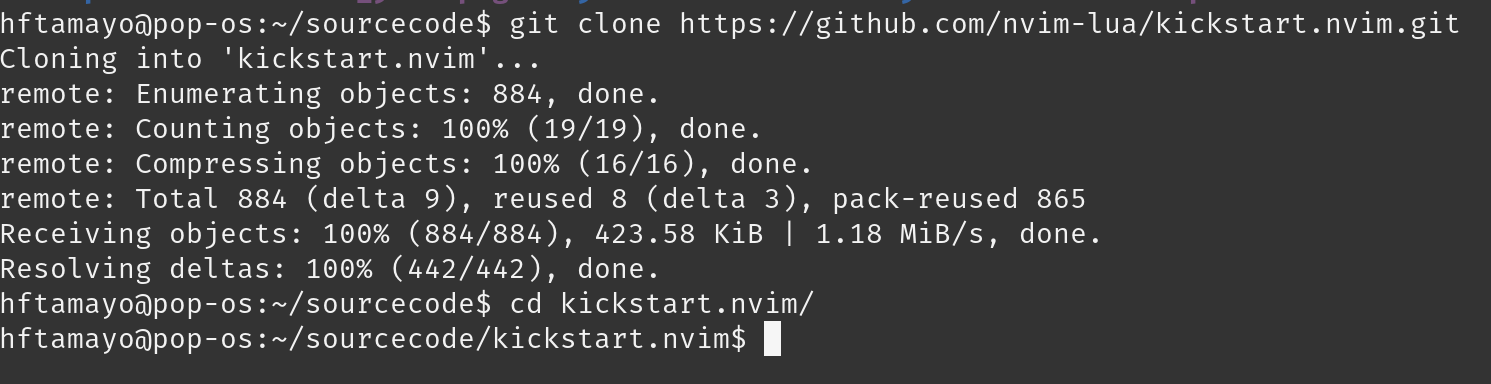 hftamayo@pop-os:~/sourcecode$ git clone https://github.com/nvim-lua/kickstart.nvim.git
Cloning into 'kickstart.nvim'...
remote: Enumerating objects: 884, done.
remote: Counting objects: 100% (19/19), done.
remote: Compressing objects: 100% (16/16), done.
remote: Total 884 (delta 9), reused 8 (delta 3), pack-reused 865
Receiving objects: 100% (884/884), 423.58 KiB | 1.18 MiB/s, done.
Resolving deltas: 100% (442/442), done.
hftamayo@pop-os:~/sourcecode$ cd kickstart.nvim/
hftamayo@pop-os:~/sourcecode/kickstart.nvim$